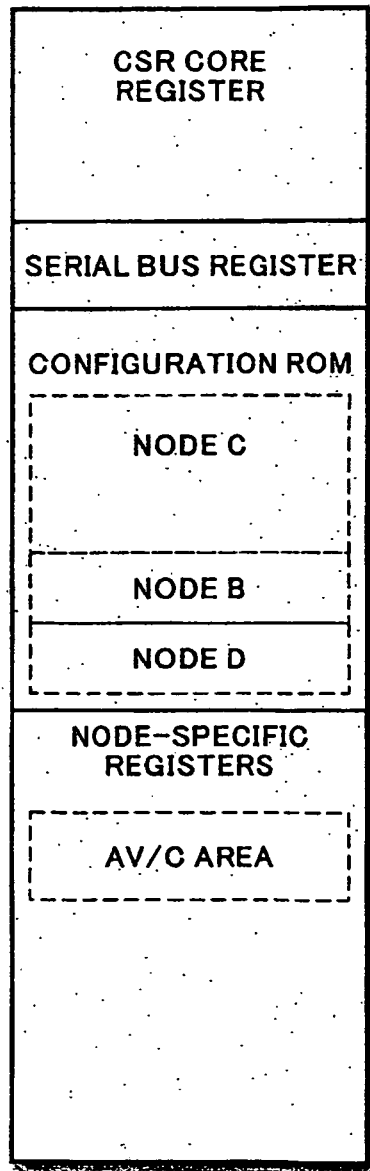 CSR CORE
REGISTER
SERIAL BUS REGISTER
CONFIGURATION ROM
NODE C
NODE B
NODE D
NODE-SPECIFIC
REGISTERS
AV/C AREA